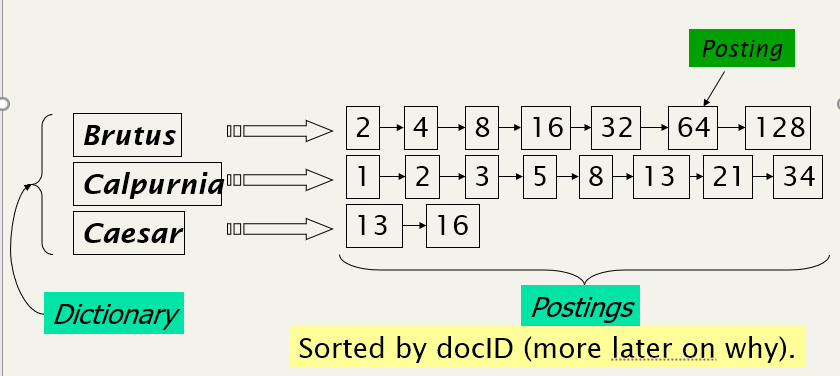 Posting
Brutus 2 4 8 16 32 64 128
Calpurnia 1 2 3 5 8 13 21 34
Caesar 13 16
Dictionary
Postings
Sorted by docID (more later on why).